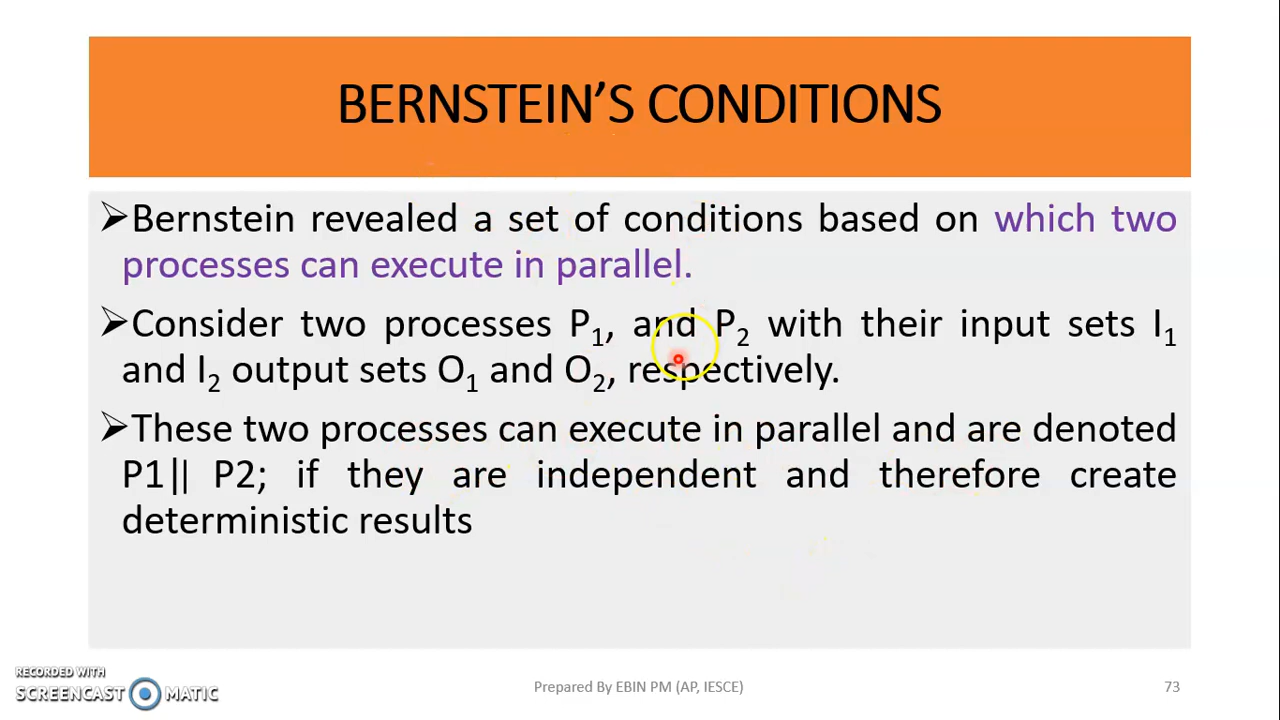 BERNSTEIN’S CONDITIONS
➢Bernstein revealed a set of conditions based on which two
processes can execute in parallel.
➢Consider two processes P₁, and P₂ with their input sets I₁
and I₂ output sets O₁ and O₂, respectively.
➢These two processes can execute in parallel and are denoted
P1|| P2; if they are independent and therefore create
deterministic results
RECORDED WITH
SCREENCAST MATIC
Prepared By EBIN PM (AP, IESCE)
73